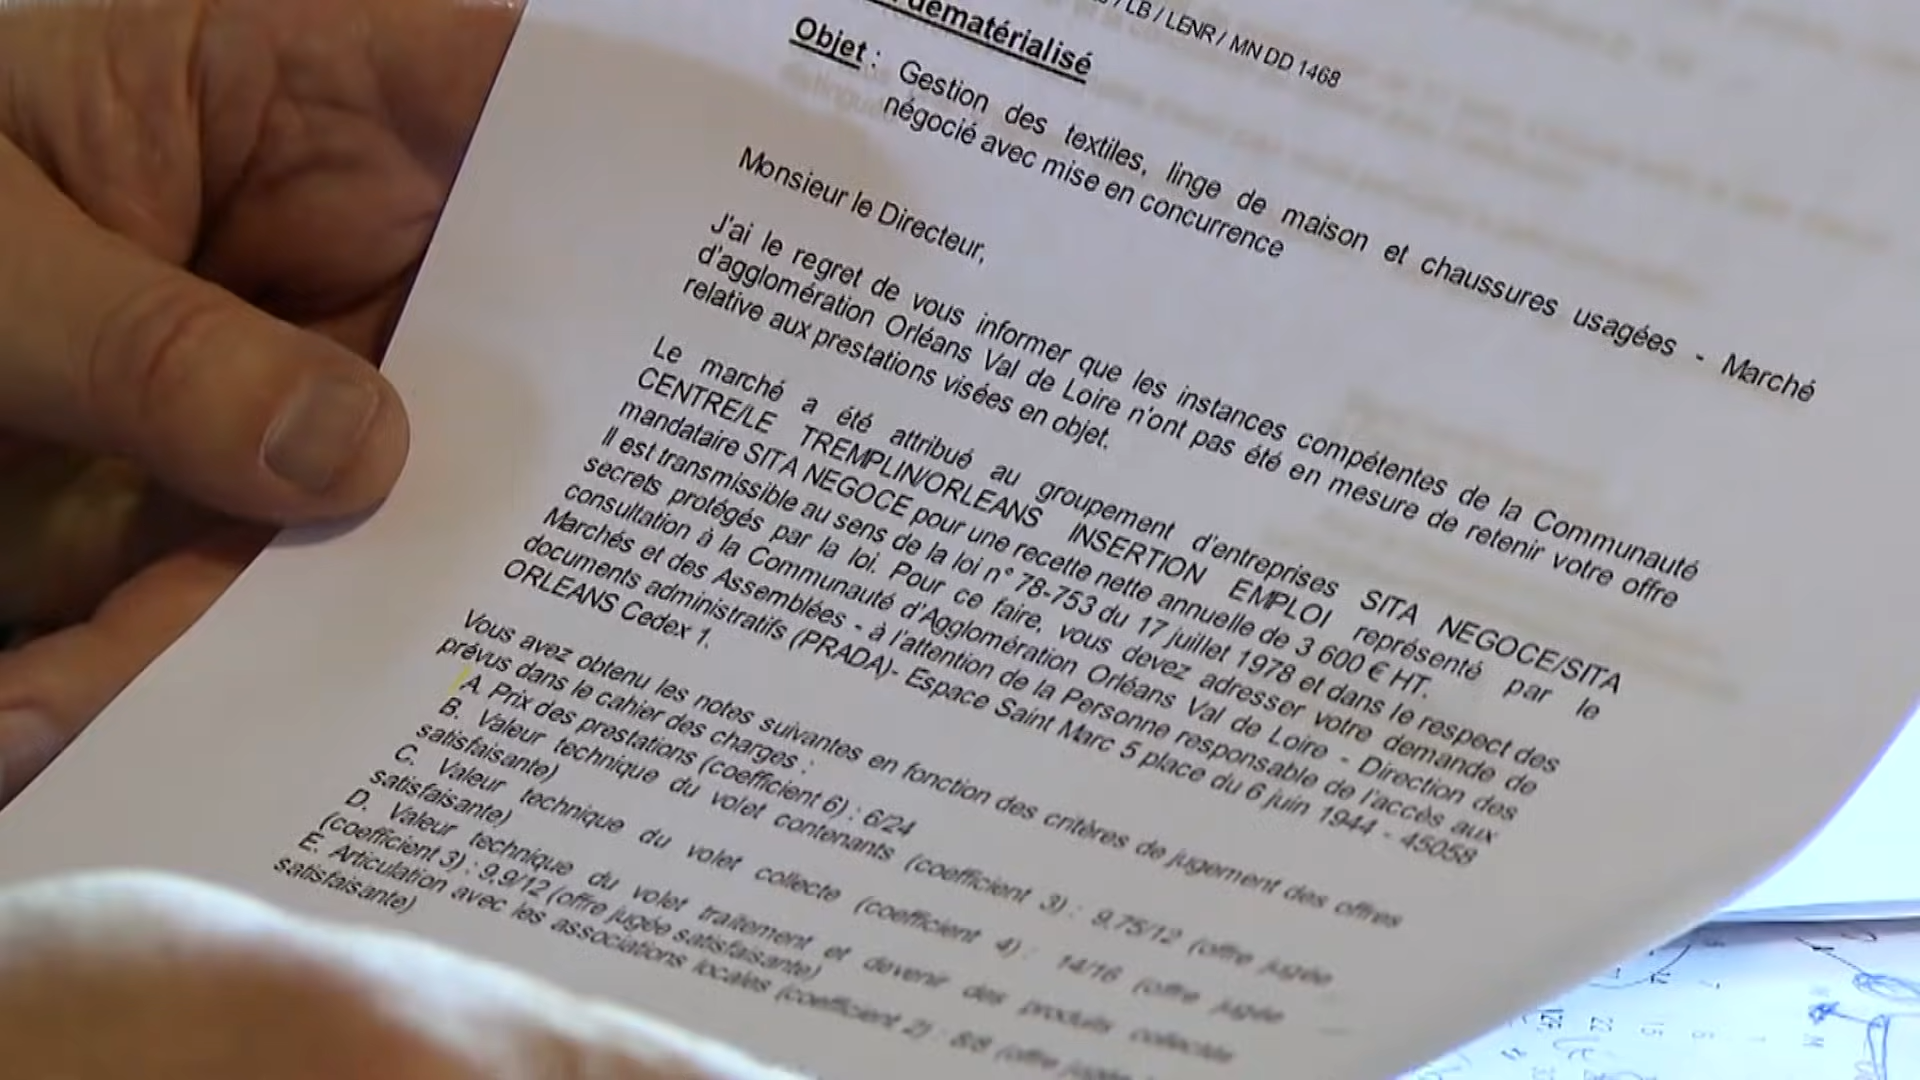 / LB / LENR / MN DD 1468
dématérialisé
Objet : Gestion des textiles, linge de maison et chaussures usagées - Marché
négocié avec mise en concurrence
Monsieur le Directeur,
J'ai le regret de vous informer que les instances compétentes de la Communauté
d'agglomération Orléans Val de Loire n'ont pas été en mesure de retenir votre offre
relative aux prestations visées en objet.
Le marché a été attribué au groupement d'entreprises SITA NEGOCE/SITA
CENTRE/LE TREMPLIN/ORLEANS INSERTION EMPLOI représenté par le
mandataire SITA NEGOCE pour une recette nette annuelle de 3 600 € HT.
Il est transmissible au sens de la loi n° 78-753 du 17 juillet 1978 et dans le respect des
secrets protégés par la loi. Pour ce faire, vous devez adresser votre demande de
consultation à la Communauté d'Agglomération Orléans Val de Loire - Direction des
Marchés et des Assemblées - à l'attention de la Personne responsable de l'accès aux
documents administratifs (PRADA)- Espace Saint Marc 5 place du 6 juin 1944 - 45058
ORLEANS Cedex 1.
Vous avez obtenu les notes suivantes en fonction des critères de jugement des offres
prévus dans le cahier des charges :
A. Prix des prestations (coefficient 6) : 6/24
B. Valeur technique du volet contenants (coefficient 3) : 9,75/12 (offre jugée
satisfaisante)
C. Valeur technique du volet collecte (coefficient 4) : 14/16 (offre jugée
satisfaisante)
D. Valeur technique du volet traitement et devenir des produits collectés
(coefficient 3) : 9,9/12 (offre jugée satisfaisante)
E. Articulation avec les associations locales (coefficient 2) : 8/8 (offre jugée
satisfaisante)